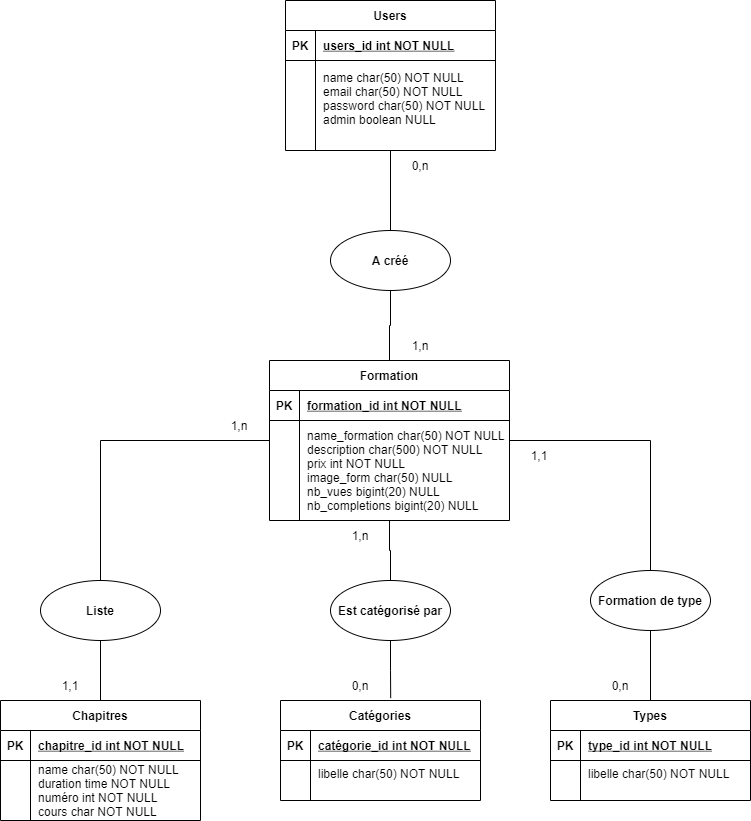 Users
PK users_id int NOT NULL
name char(50) NOT NULL
email char(50) NOT NULL
password char(50) NOT NULL
admin boolean NULL
0,n
A créé
1,n
Formation
PK formation_id int NOT NULL
name_formation char(50) NOT NULL
description char(500) NOT NULL
prix int NOT NULL
image_form char(50) NULL
nb_vues bigint(20) NULL
nb_completions bigint(20) NULL
1,n
1,1
1,n
Liste
Est catégorisé par
Formation de type
1,1
0,n
0,n
Chapitres
PK chapitre_id int NOT NULL
name char(50) NOT NULL
duration time NOT NULL
numéro int NOT NULL
cours char NOT NULL
Catégories
PK catégorie_id int NOT NULL
libelle char(50) NOT NULL
Types
PK type_id int NOT NULL
libelle char(50) NOT NULL